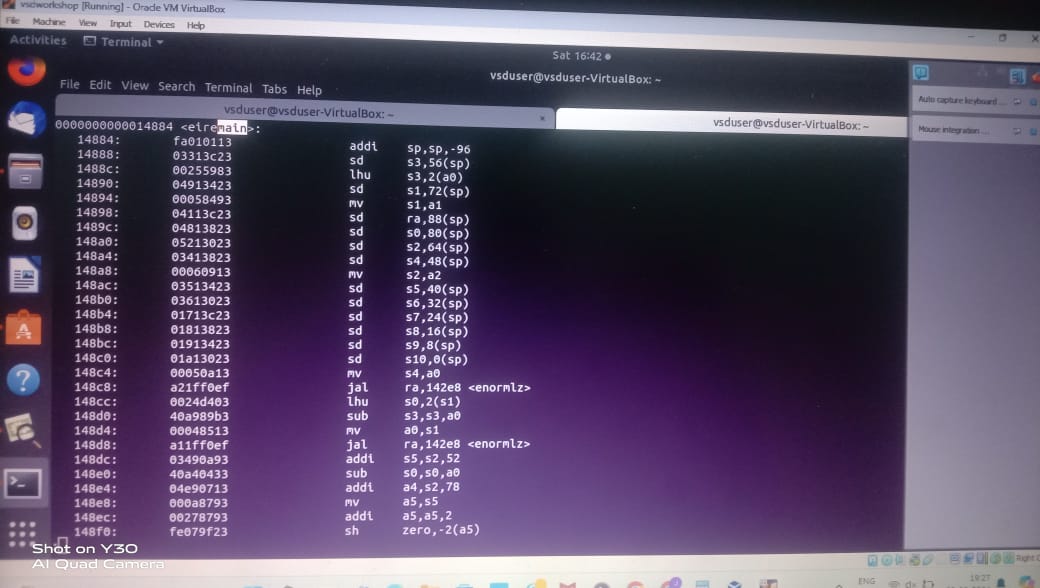 vsdworkshop [Running] - Oracle VM VirtualBox
File Machine View Input Devices Help
Activities Terminal
Sat 16:42
vsduser@vsduser-VirtualBox: ~
File Edit View Search Terminal Tabs Help
vsduser@vsduser-VirtualBox: ~ × vsduser@vsduser-VirtualBox: ~
Auto capture keyboard ...
Mouse integration ...
0000000000014884 <eiremain>:
14884: fa010113 addi sp,sp,-96
14888: 03313c23 sd s3,56(sp)
1488c: 00255983 lhu s3,2(a0)
14890: 04913423 sd s1,72(sp)
14894: 00058493 mv s1,a1
14898: 04113c23 sd ra,88(sp)
1489c: 04813823 sd s0,80(sp)
148a0: 05213023 sd s2,64(sp)
148a4: 03413823 sd s4,48(sp)
148a8: 00060913 mv s2,a2
148ac: 03513423 sd s5,40(sp)
148b0: 03613023 sd s6,32(sp)
148b4: 01713c23 sd s7,24(sp)
148b8: 01813823 sd s8,16(sp)
148bc: 01913423 sd s9,8(sp)
148c0: 01a13023 sd s10,0(sp)
148c4: 00050a13 mv s4,a0
148c8: a21ff0ef jal ra,142e8 <enormlz>
148cc: 0024d403 lhu s0,2(s1)
148d0: 40a989b3 sub s3,s3,a0
148d4: 00048513 mv a0,s1
148d8: a11ff0ef jal ra,142e8 <enormlz>
148dc: 03490a93 addi s5,s2,52
148e0: 40a40433 sub s0,s0,a0
148e4: 04e90713 addi a4,s2,78
148e8: 000a8793 mv a5,s5
148ec: 00278793 addi a5,a5,2
148f0: fe079f23 sh zero,-2(a5)
Shot on Y30
AI Quad Camera
Right
ENG
19:27